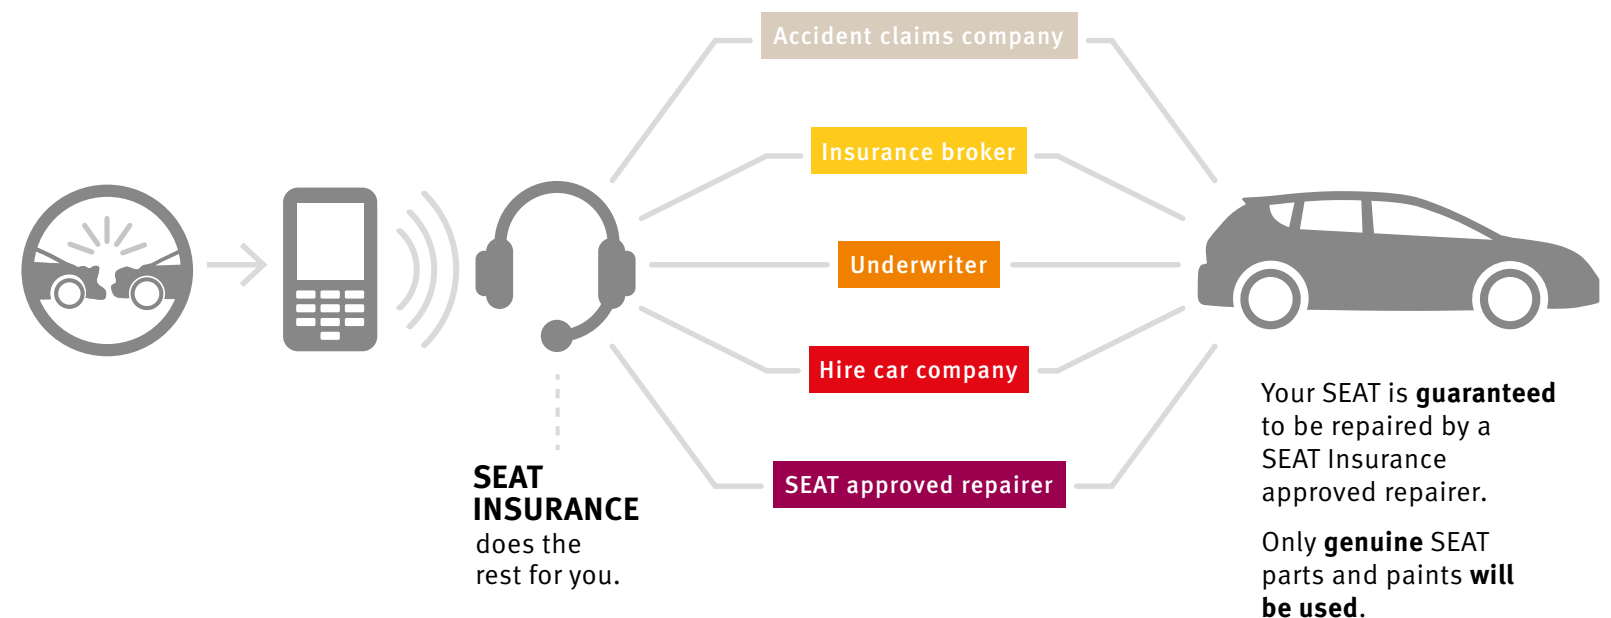 Accident claims company
Insurance broker
Underwriter
Hire car company
SEAT approved repairer
SEAT
INSURANCE
does the
rest for you.
Your SEAT is guaranteed
to be repaired by a
SEAT Insurance
approved repairer.
Only genuine SEAT
parts and paints will
be used.